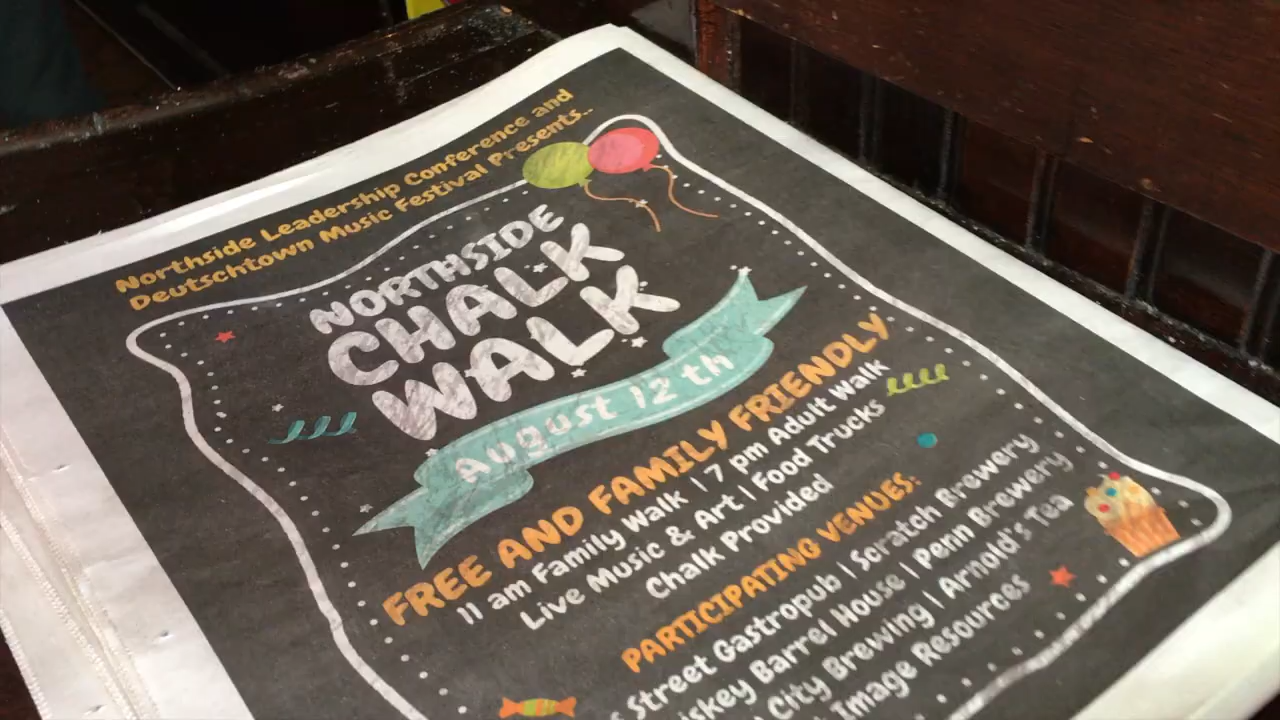 Northside Leadership Conference and
Deutschtown Music Festival Presents..
NORTHSIDE
CHALK
WALK
August 12 th
FREE AND FAMILY FRIENDLY
11 am Family Walk | 7 pm Adult Walk
Live Music & Art | Food Trucks
Chalk Provided
PARTICIPATING VENUES:
Street Gastropub | Scratch Brewery
Barrel House | Penn Brewery
City Brewing | Arnold's Tea
Image Resources